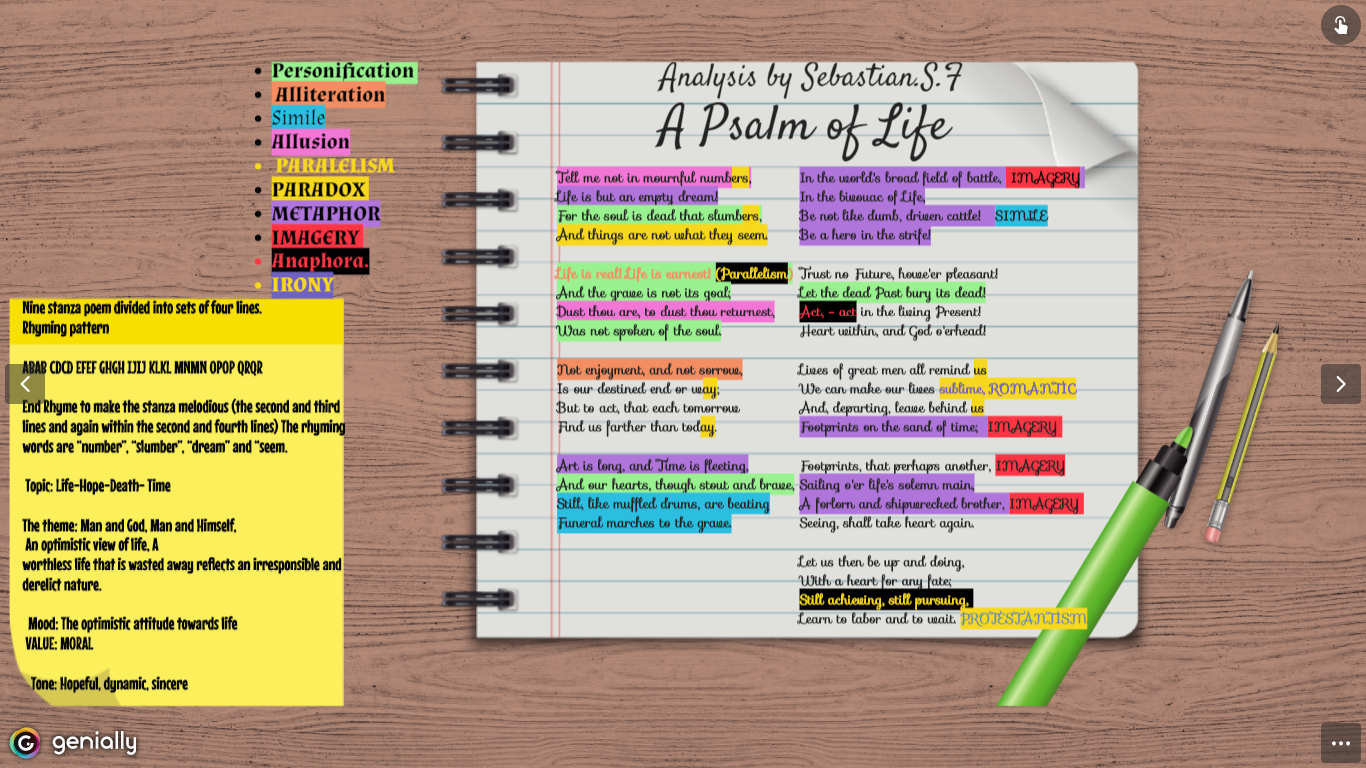 Personification
Alliteration
Simile
Allusion
PARALELISM
PARADOX
METAPHOR
IMAGERY
Anaphora.
IRONY
Nine stanza poem divided into sets of four lines.
Rhyming pattern
ABAB CDCD EFEF GHGH IJIJ KLKL MNMN OPOP QRQR
End Rhyme to make the stanza melodious (the second and third
lines and again within the second and fourth lines) The rhyming
words are "number", "slumber", "dream" and "seem.
Topic: Life-Hope-Death- Time
The theme: Man and God, Man and Himself,
An optimistic view of life, A
worthless life that is wasted away reflects an irresponsible and
derelict nature.
Mood: The optimistic attitude towards life
VALUE: MORAL
Tone: Hopeful, dynamic, sincere
Analysis by Sebastian.S.7
A Psalm of Life
Tell me not in mournful numbers,
Life is but an empty dream!
For the soul is dead that slumbers,
And things are not what they seem.
Life is real! Life is earnest! (Parallelism)
And the grave is not its goal;
Dust thou are, to dust thou returnest,
Was not spoken of the soul.
Not enjoyment, and not sorrow,
Is our destined end or way;
But to act, that each tomorrow
Find us farther than today.
Art is long, and Time is fleeting,
And our hearts, though stout and brave,
Still, like muffled drums, are beating
Funeral marches to the grave.
In the world's broad field of battle, IMAGERY
In the bivouac of Life,
Be not like dumb, driven cattle! SIMILE
Be a hero in the strife!
Trust no Future, howe'er pleasant!
Let the dead Past bury its dead!
Act, - act in the living Present!
Heart within, and God o'erhead!
Lives of great men all remind us
We can make our lives sublime, ROMANTIC
And, departing, leave behind us
Footprints on the sand of time; IMAGERY
Footprints, that perhaps another, IMAGERY
Sailing o'er life's solemn main,
A forlorn and shipwrecked brother, IMAGERY
Seeing, shall take heart again.
Let us then be up and doing,
With a heart for any fate;
Still achieving, still pursuing,
Learn to labor and to wait. PROTESTANTISM
genially